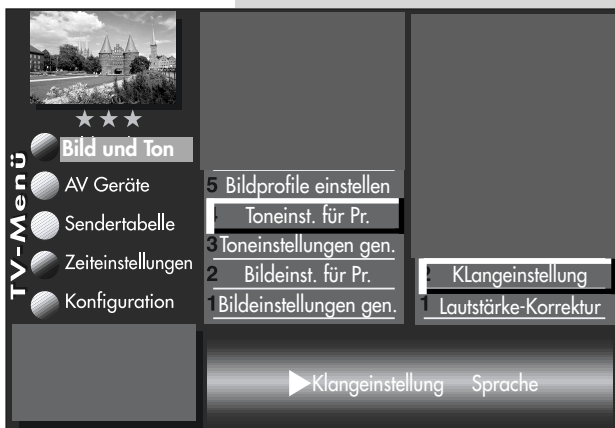 TV-Menü
Bild und Ton
AV Geräte
Sendertabelle
Zeiteinstellungen
Konfiguration
5 Bildprofile einstellen
Toneinst. für Pr.
3 Toneinstellungen gen.
2 Bildeinst. für Pr.
1 Bildeinstellungen gen.
2 KLangeinstellung
1 Lautstärke-Korrektur
Klangeinstellung Sprache